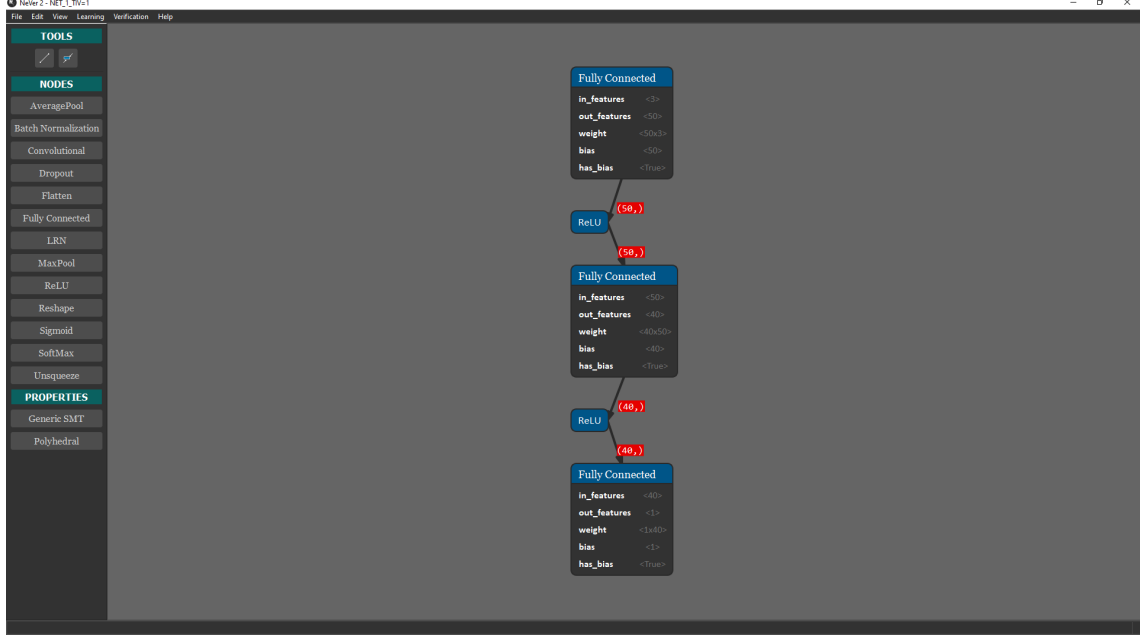 NeVer 2 - NET_1_TIV=1
File Edit View Learning Verification Help
TOOLS
NODES
AveragePool
Batch Normalization
Convolutional
Dropout
Flatten
Fully Connected
LRN
MaxPool
ReLU
Reshape
Sigmoid
SoftMax
Unsqueeze
PROPERTIES
Generic SMT
Polyhedral
Fully Connected
in_features <3>
out_features <50>
weight <50x3>
bias <50>
has_bias <True>
(50,)
ReLU
(50,)
Fully Connected
in_features <50>
out_features <40>
weight <40x50>
bias <40>
has_bias <True>
(40,)
ReLU
(40,)
Fully Connected
in_features <40>
out_features <1>
weight <1x40>
bias <1>
has_bias <True>